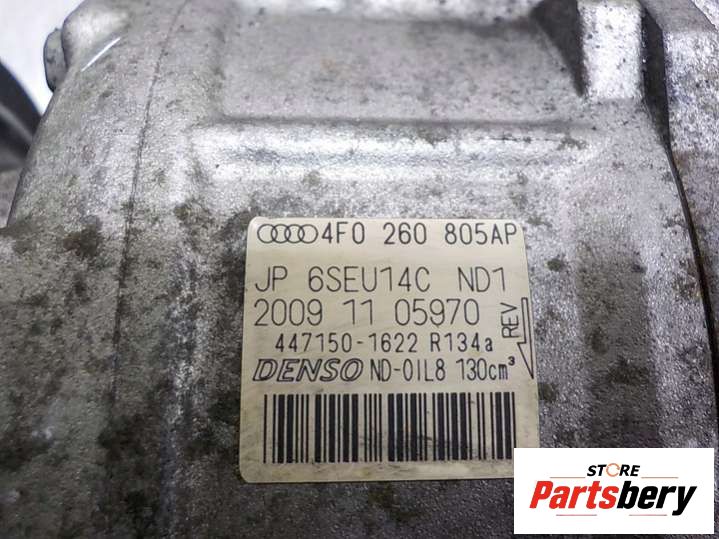 4F0 260 805AP
JP 6SEU14C ND1
2009 11 05970
REV
447150-1622 R134a
DENSO ND-OIL8 130cm³
STORE
Partsbery